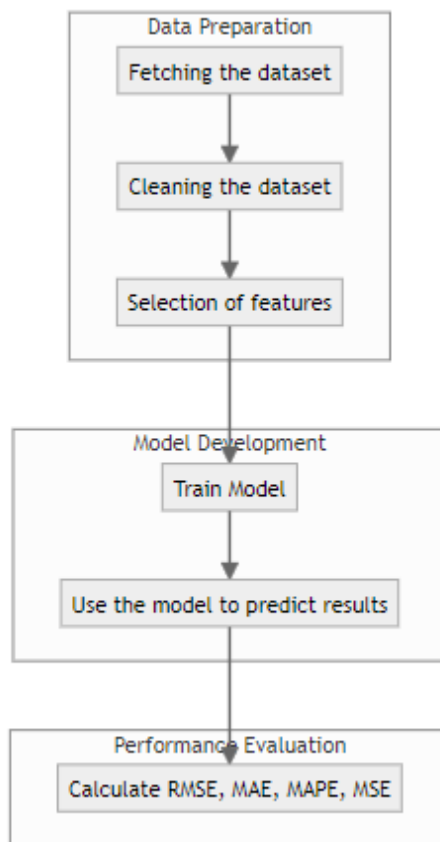 Data Preparation
Fetching the dataset
Cleaning the dataset
Selection of features
Model Development
Train Model
Use the model to predict results
Performance Evaluation
Calculate RMSE, MAE, MAPE, MSE